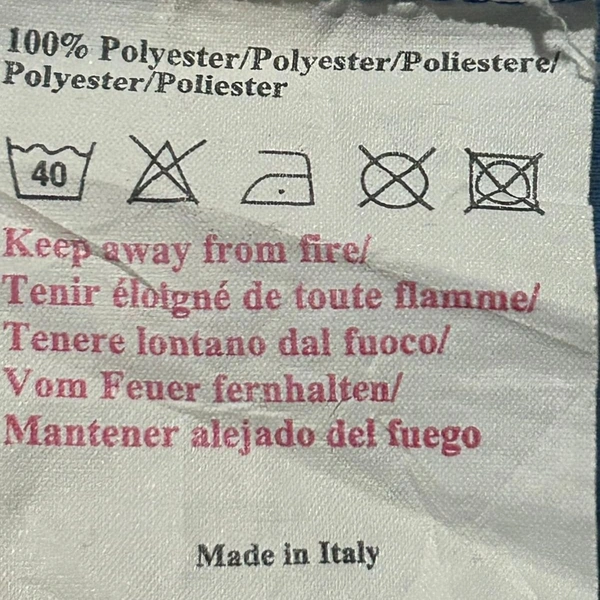 100% Polyester/Polyester/Poliestere/
Polyester/Poliester
40
Keep away from fire/
Tenir éloigné de toute flamme/
Tenere lontano dal fuoco/
Vom Feuer fernhalten/
Mantener alejado del fuego
Made in Italy